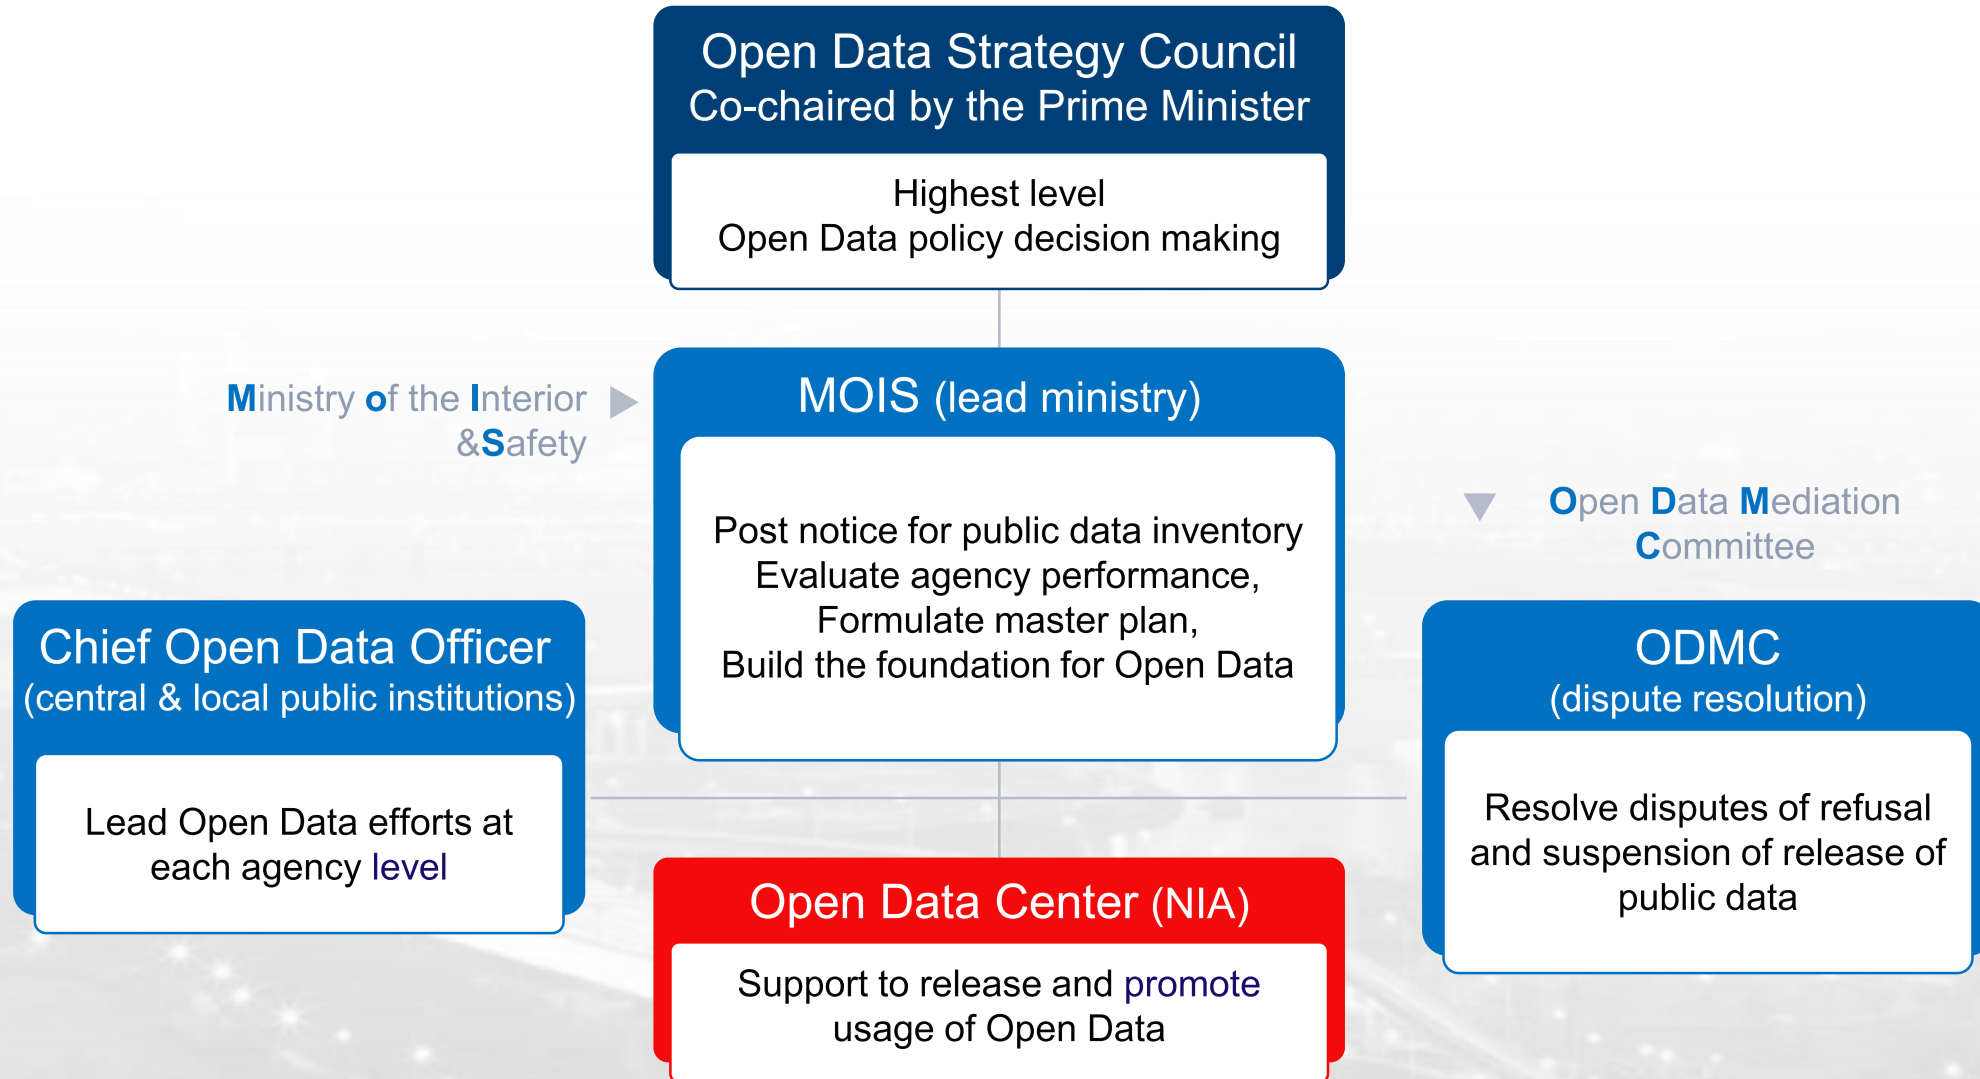 Open Data Strategy Council
Co-chaired by the Prime Minister
Highest level
Open Data policy decision making
Ministry of the Interior
&Safety
MOIS (lead ministry)
Post notice for public data inventory
Evaluate agency performance,
Formulate master plan,
Build the foundation for Open Data
Open Data Mediation
Committee
Chief Open Data Officer
(central & local public institutions)
Lead Open Data efforts at
each agency level
ODMC
(dispute resolution)
Resolve disputes of refusal
and suspension of release of
public data
Open Data Center (NIA)
Support to release and promote
usage of Open Data